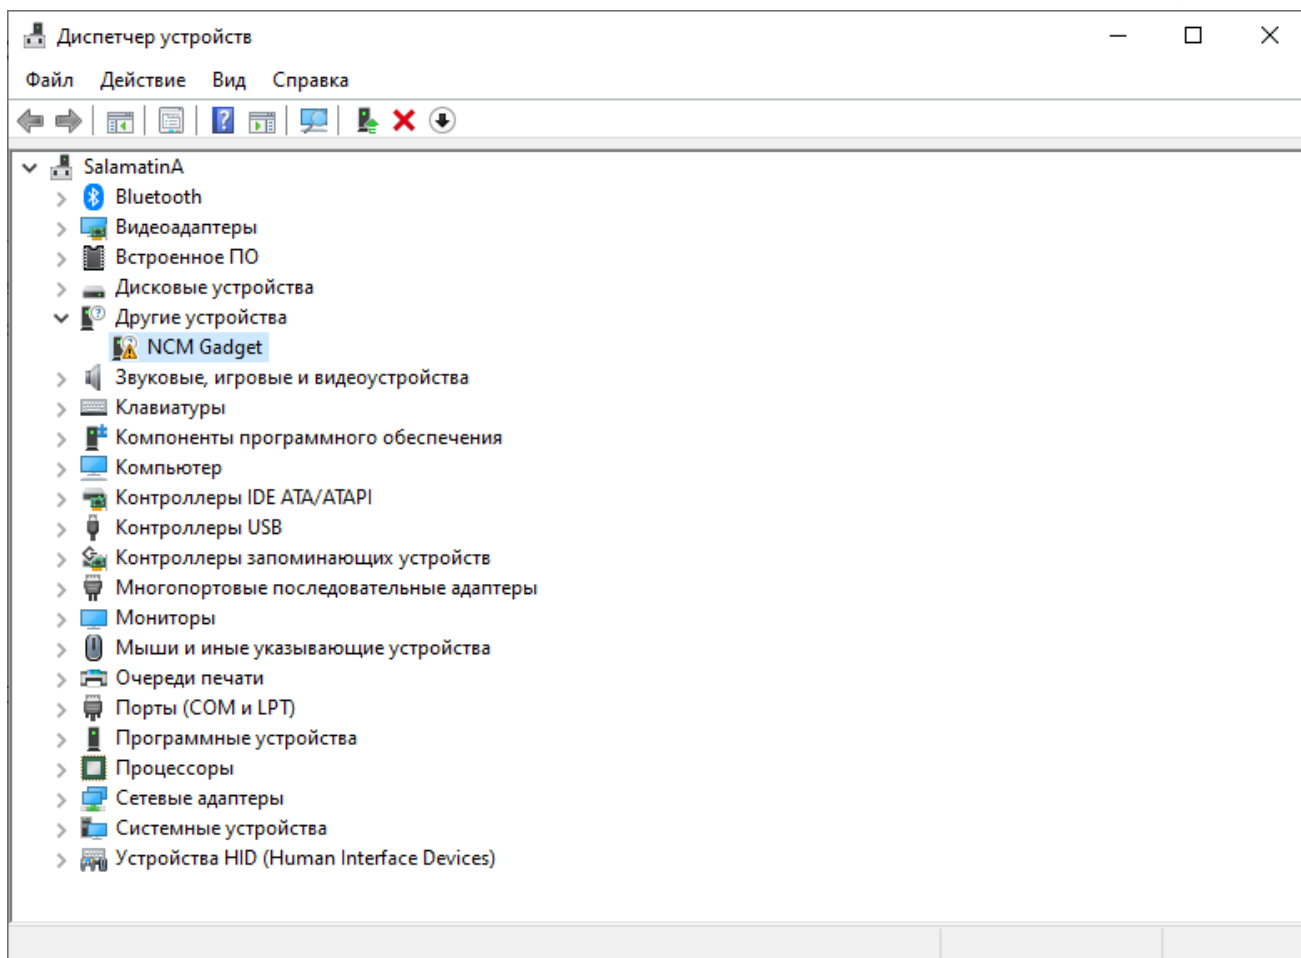 Диспетчер устройств
Файл Действие Вид Справка
SalamatinA
Bluetooth
Видеоадаптеры
Встроенное ПО
Дисковые устройства
Другие устройства
NCM Gadget
Звуковые, игровые и видеоустройства
Клавиатуры
Компоненты программного обеспечения
Компьютер
Контроллеры IDE ATA/ATAPI
Контроллеры USB
Контроллеры запоминающих устройств
Многопортовые последовательные адаптеры
Мониторы
Мыши и иные указывающие устройства
Очереди печати
Порты (COM и LPT)
Программные устройства
Процессоры
Сетевые адаптеры
Системные устройства
Устройства HID (Human Interface Devices)